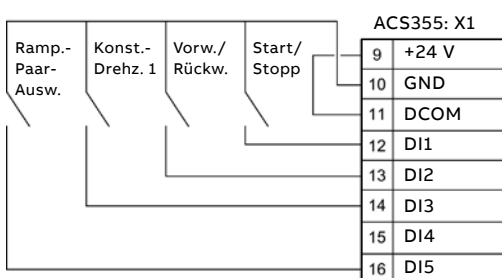 ACS355: X1
Ramp.-
Paar-
Ausw.
Konst.-
Drehz. 1
Vorw./
Rückw.
Start/
Stopp
9 +24 V
10 GND
11 DCOM
12 DI1
13 DI2
14 DI3
15 DI4
16 DI5